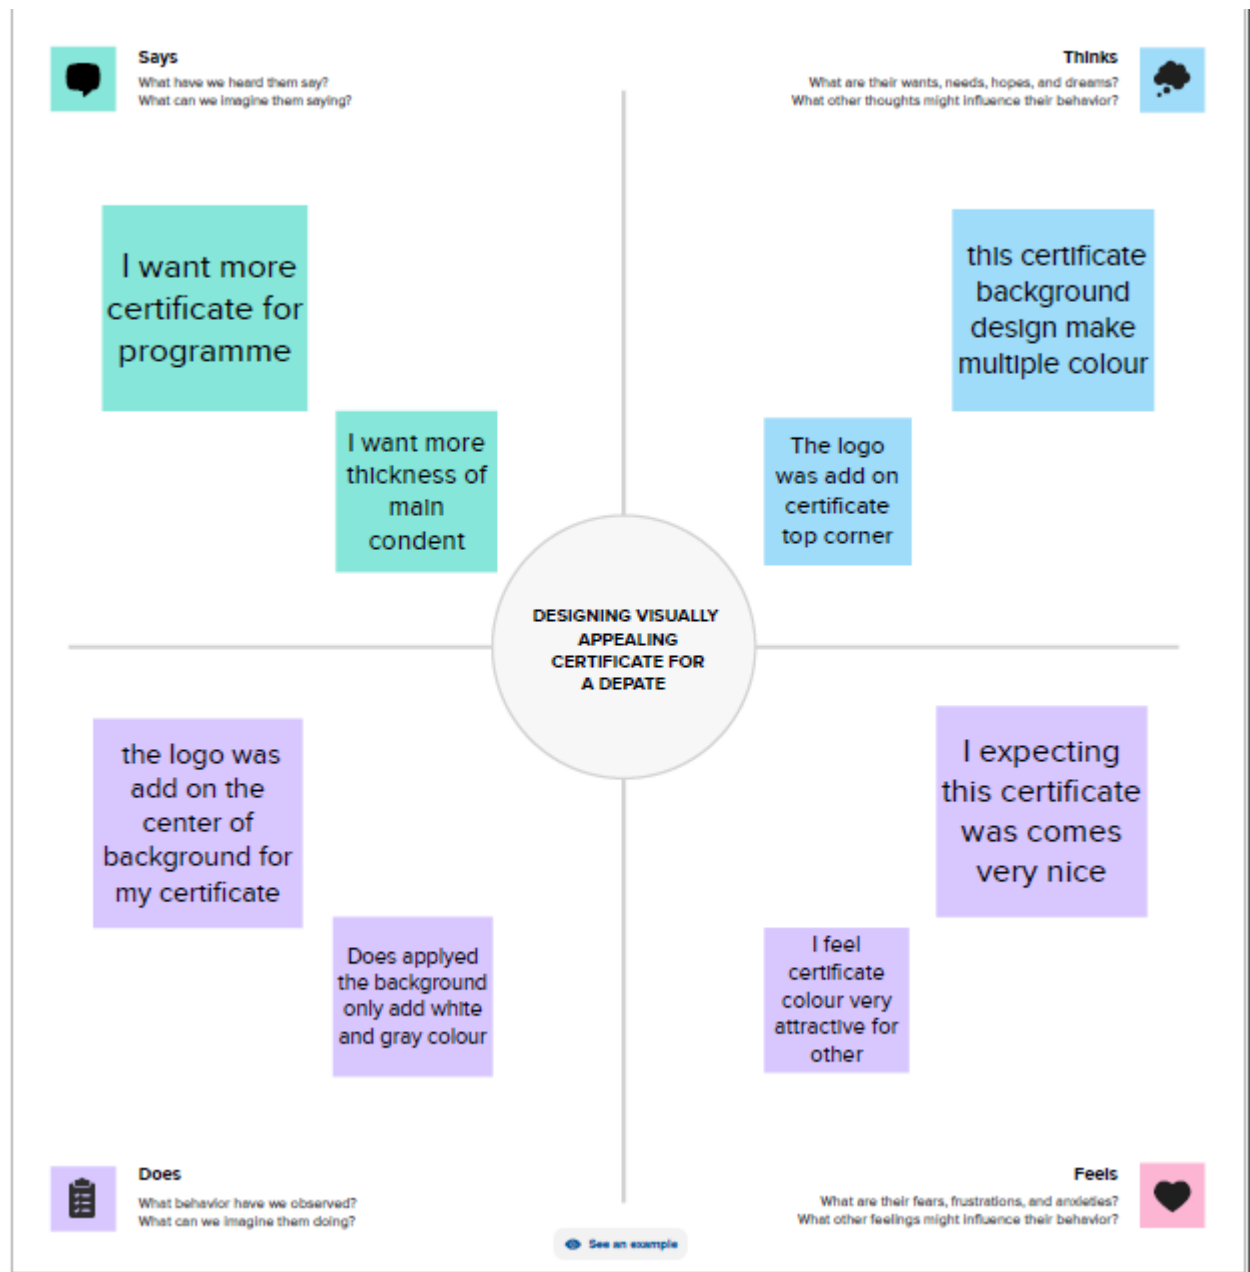 Says
What have we heard them say?
What can we imagine them saying?
Thinks
What are their wants, needs, hopes, and dreams?
What other thoughts might influence their behavior?
I want more
certificate for
programme
I want more
thickness of
main
condent
this certificate
background
design make
multiple colour
The logo
was add on
certificate
top corner
DESIGNING VISUALLY
APPEALING
CERTIFICATE FOR
A DEPATE
the logo was
add on the
center of
background for
my certificate
Does applyed
the background
only add white
and gray colour
I expecting
this certificate
was comes
very nice
I feel
certificate
colour very
attractive for
other
Does
What behavior have we observed?
What can we imagine them doing?
Feels
What are their fears, frustrations, and anxieties?
What other feelings might influence their behavior?
See an example